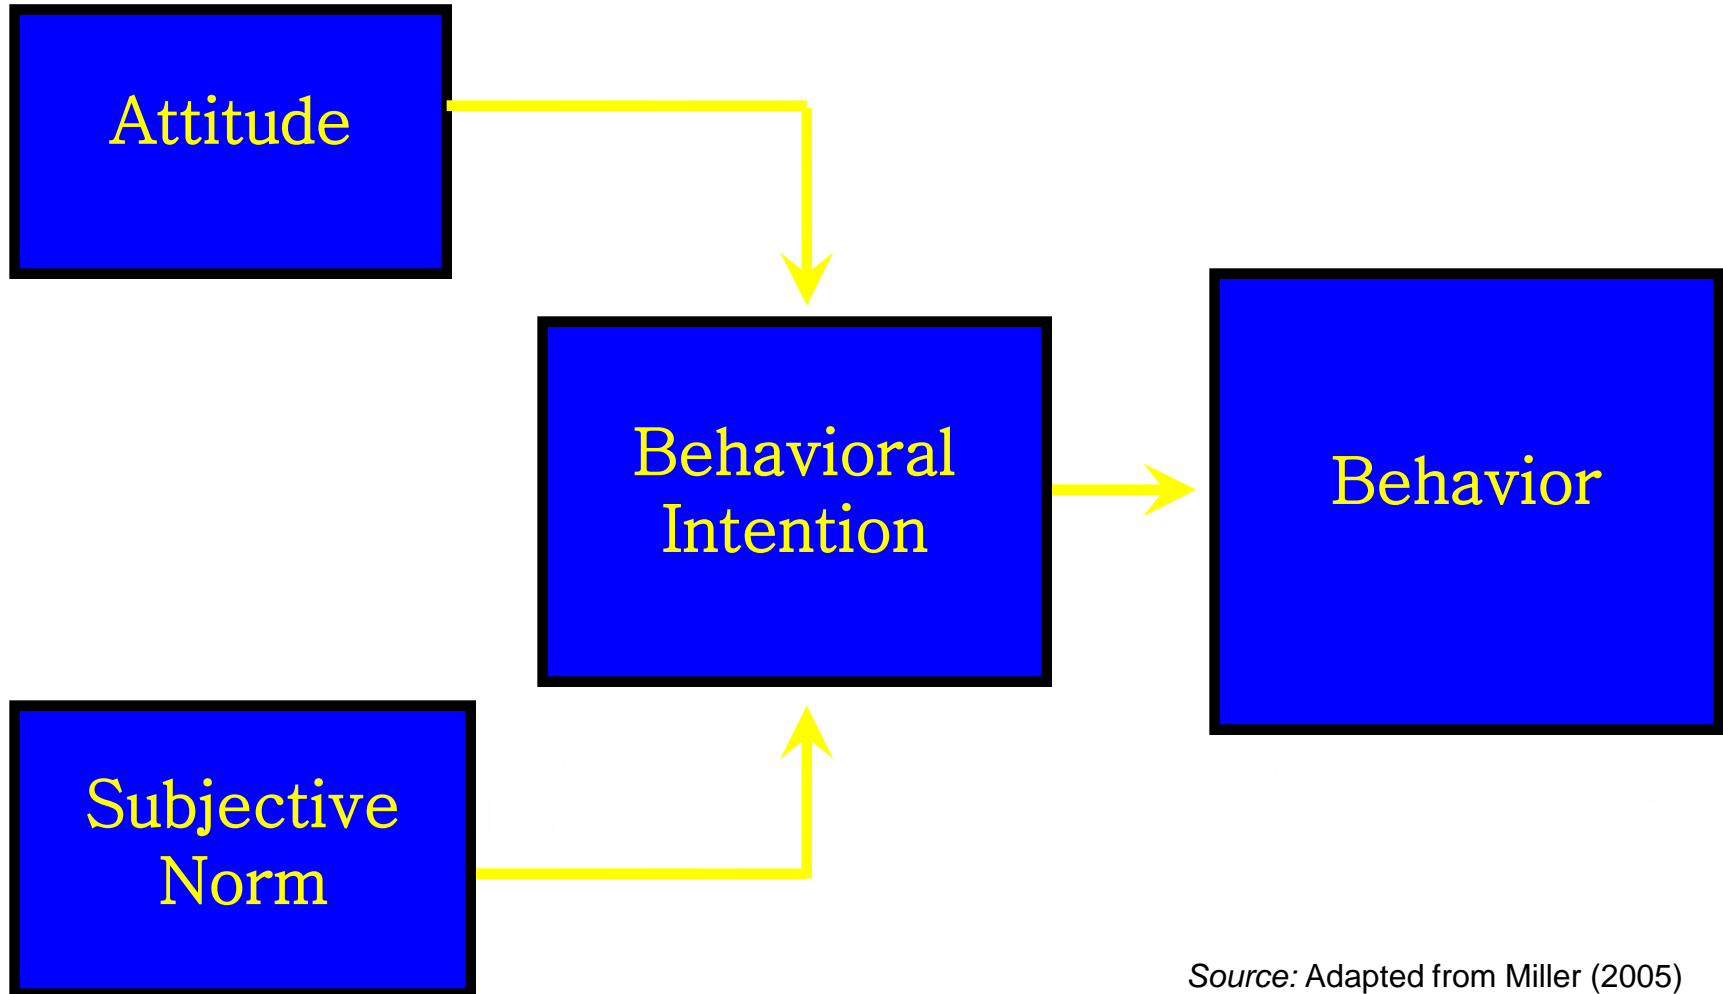 Attitude
Behavioral
Intention
Behavior
Subjective
Norm
Source: Adapted from Miller (2005)